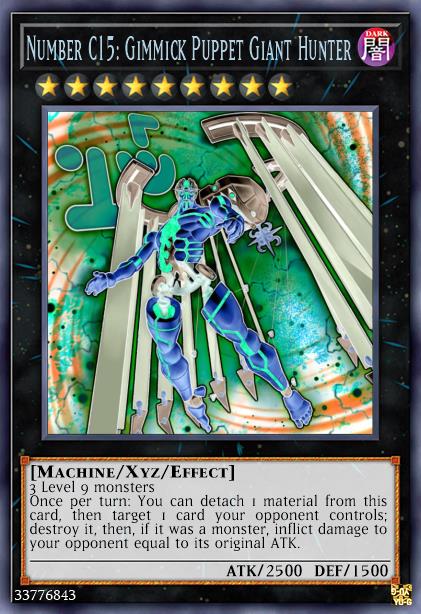 NUMBER C15: GIMMICK PUPPET GIANT HUNTER
DARK
闇
[MACHINE/XYZ/EFFECT]
3 Level 9 monsters
Once per turn: You can detach 1 material from this
card, then target 1 card your opponent controls;
destroy it, then, if it was a monster, inflict damage to
your opponent equal to its original ATK.
ATK/2500 DEF/1500
33776843